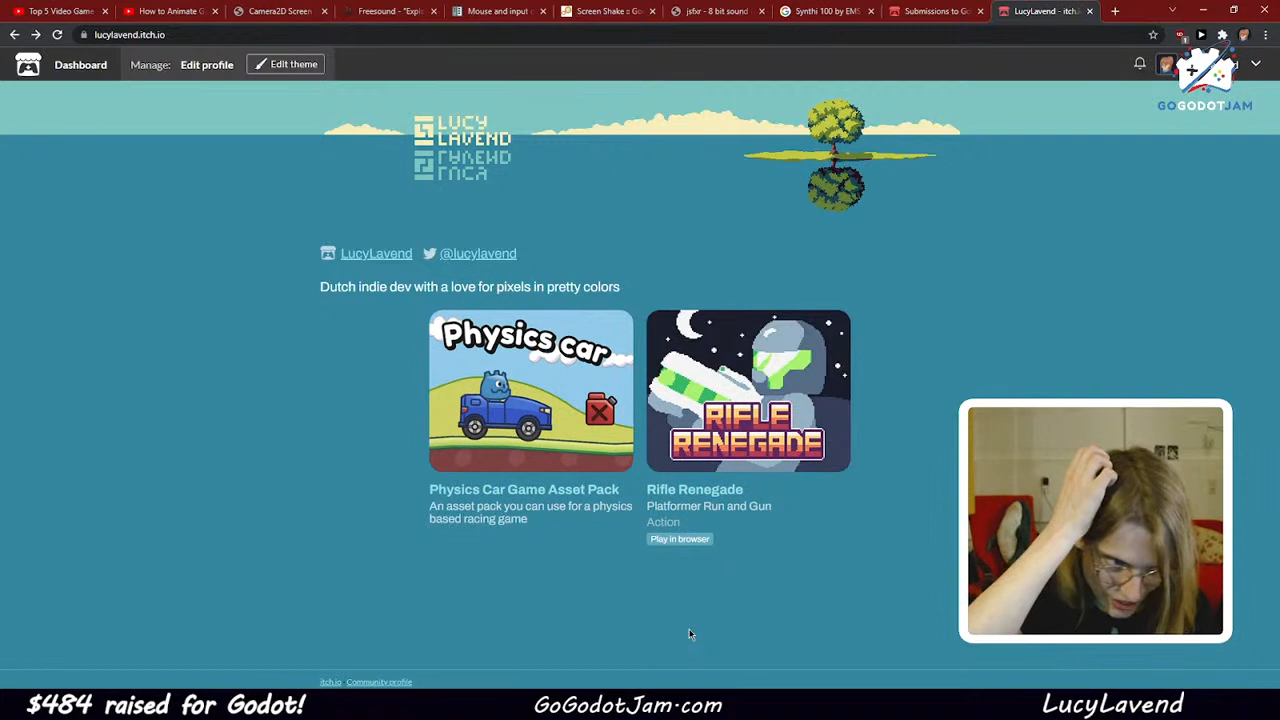 Top 5 Video Game
How to Animate G
Camera2D Screen
Freesound - "Explo
Mouse and input c
Screen Shake :: Go
jsfxr - 8 bit sound
Synthi 100 by EMS
Submissions to Go
LucyLavend - itch.i
lucylavend.itch.io
Dashboard
Manage:
Edit profile
Edit theme
GOGODOTJAM
LUCY
LAVEND
LucyLavend
@lucylavend
Dutch indie dev with a love for pixels in pretty colors
Physics car
RIFLE
RENEGADE
Physics Car Game Asset Pack
An asset pack you can use for a physics
based racing game
Rifle Renegade
Platformer Run and Gun
Action
Play in browser
itch.io · Community profile
$484 raised for Godot!
GoGodotJam.com
LucyLavend